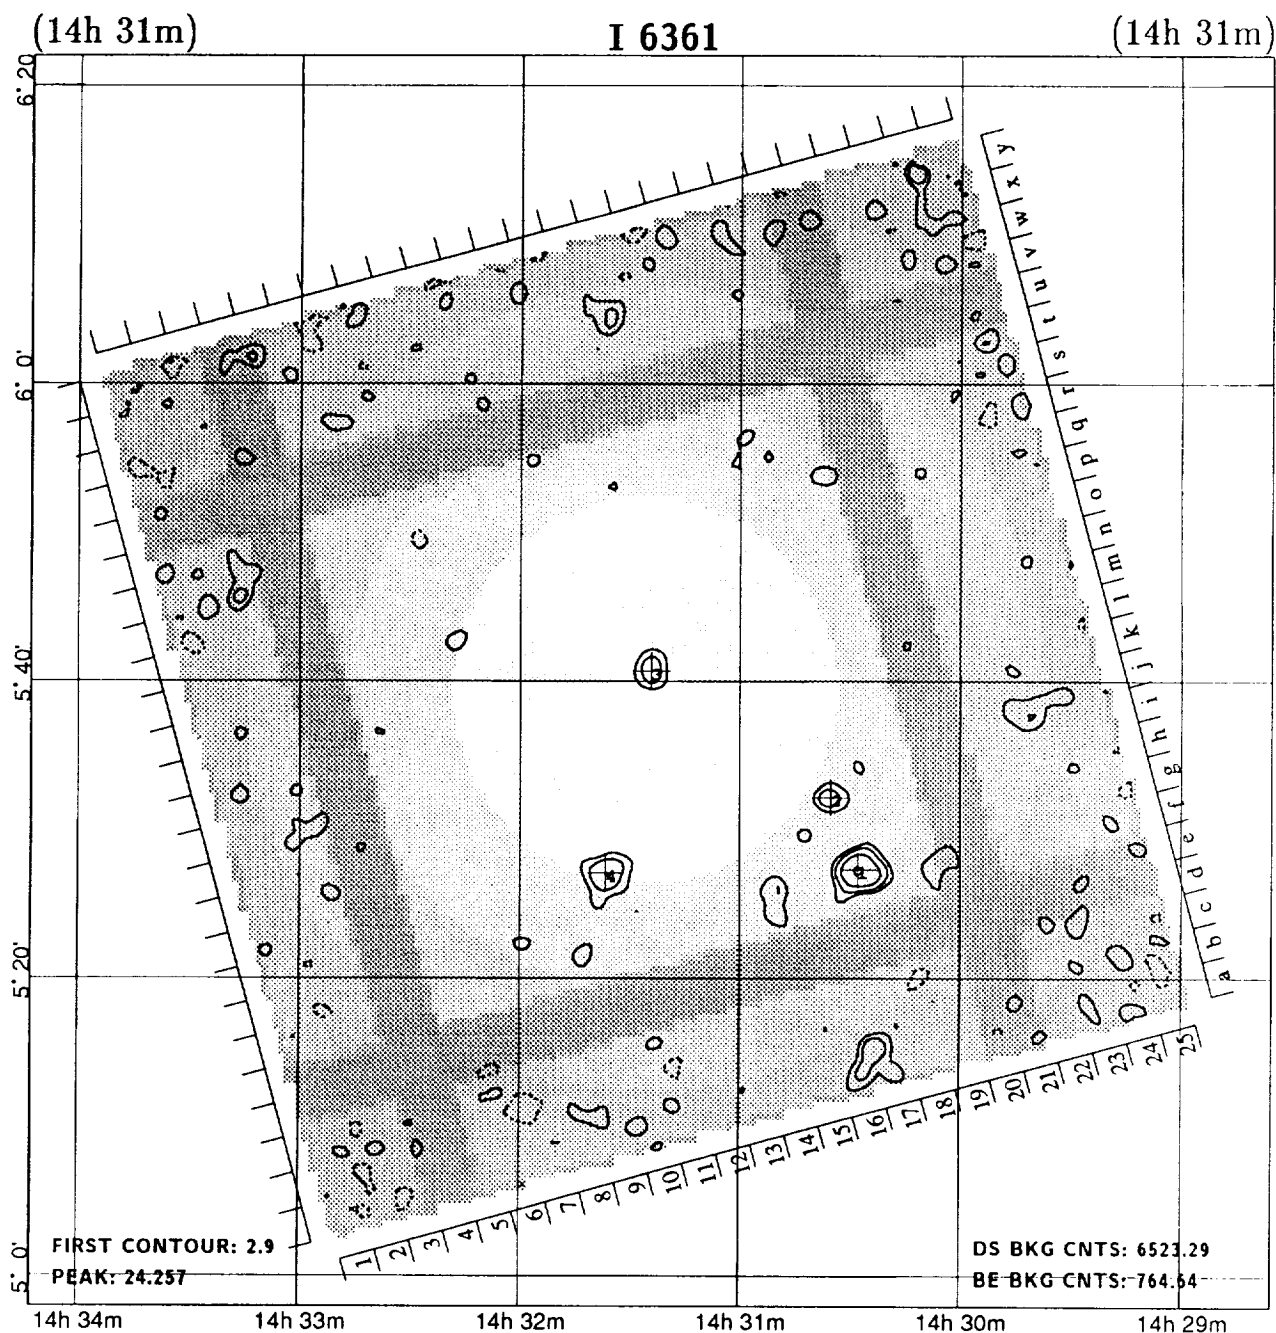 (14h 31m) I 6361 (14h 31m)
6° 20'
6° 0'
5° 40'
5° 20'
5° 0'
a b c d e f g h i j k l m n o p q r s t u v w x y
1 2 3 4 5 6 7 8 9 10 11 12 13 14 15 16 17 18 19 20 21 22 23 24 25
FIRST CONTOUR: 2.9
PEAK: 24.257
DS BKG CNTS: 6523.29
BE BKG CNTS: 764.64
14h 34m 14h 33m 14h 32m 14h 31m 14h 30m 14h 29m